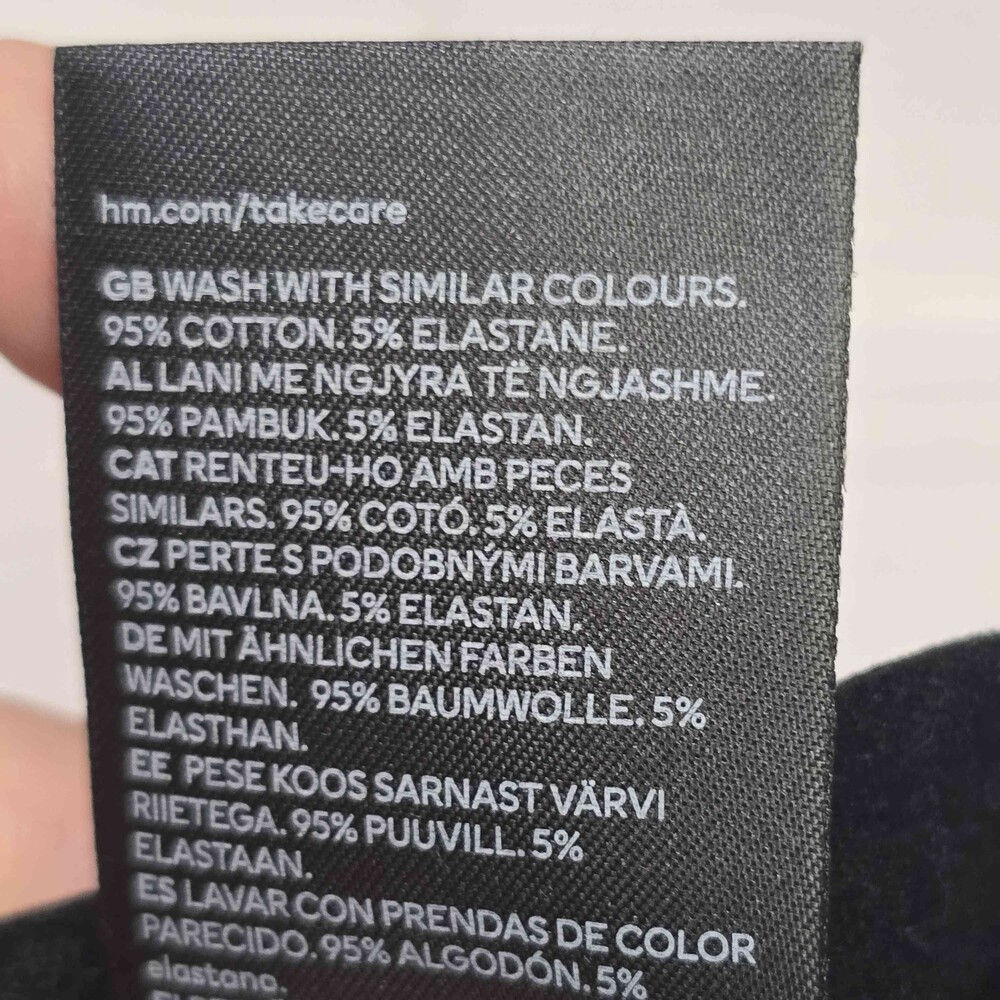 hm.com/takecare
GB WASH WITH SIMILAR COLOURS.
95% COTTON. 5% ELASTANE.
AL LANI ME NGJYRA TË NGJASHME.
95% PAMBUK. 5% ELASTAN.
CAT RENTEU-HO AMB PECES
SIMILARS. 95% COTÓ. 5% ELASTÀ.
CZ PERTE S PODOBNÝMI BARVAMI.
95% BAVLNA. 5% ELASTAN.
DE MIT ÄHNLICHEN FARBEN
WASCHEN. 95% BAUMWOLLE. 5%
ELASTHAN.
EE PESE KOOS SARNAST VÄRVI
RIIETEGA. 95% PUUVILL. 5%
ELASTAAN.
ES LAVAR CON PRENDAS DE COLOR
PARECIDO. 95% ALGODÓN. 5%
elastano.